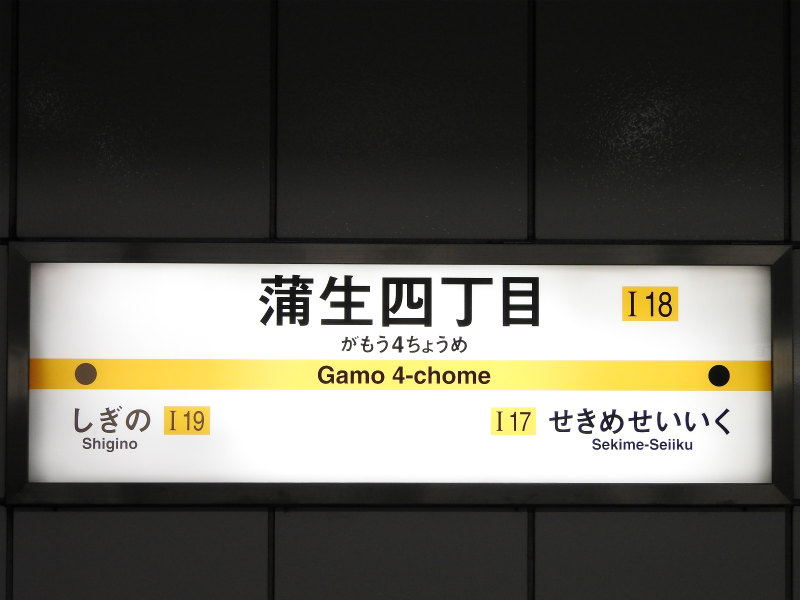 蒲生四丁目 I 18
がもう4ちょうめ
Gamo 4-chome
しぎの I 19 I 17 せきめせいいく
Shigino Sekime-Seiiku